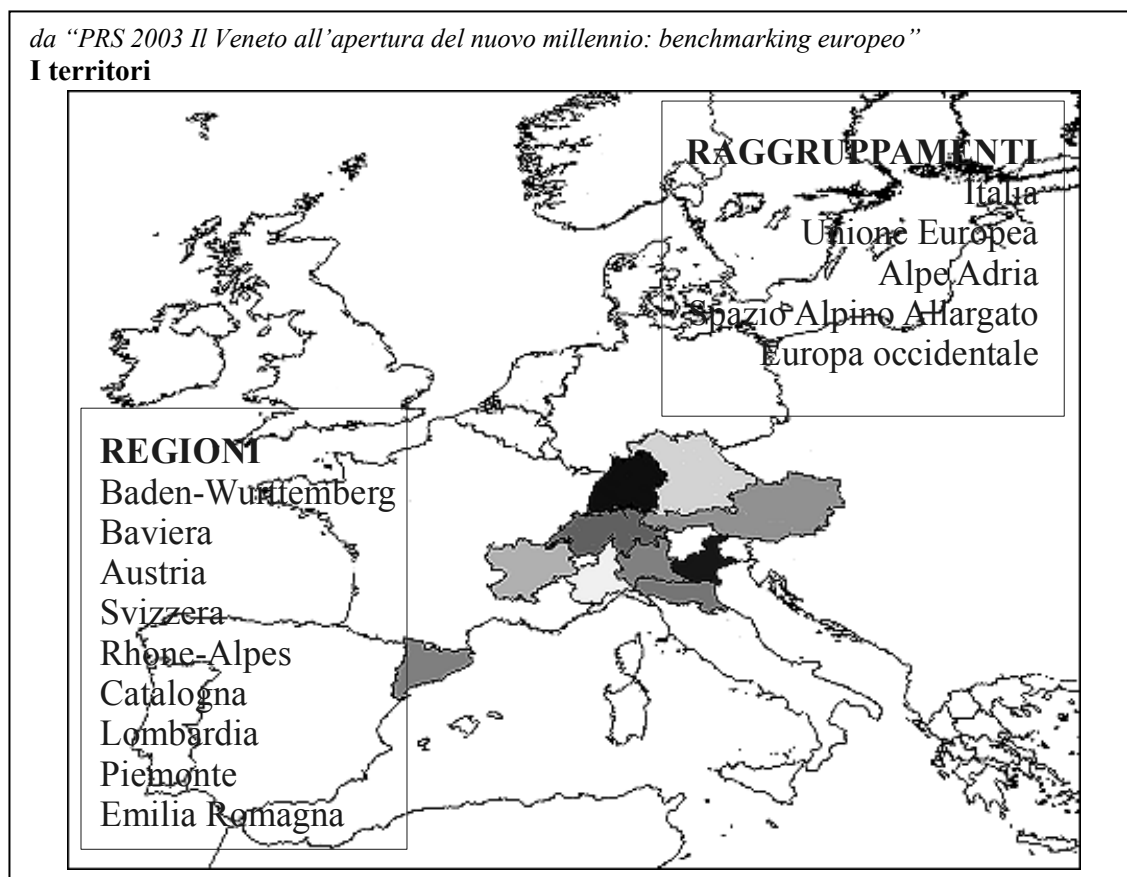 da “PRS 2003 Il Veneto all’apertura del nuovo millennio: benchmarking europeo”
I territori
RAGGRUPPAMENTI
Italia
Unione Europea
Alpe Adria
Spazio Alpino Allargato
Europa occidentale
REGIONI
Baden-Wurttemberg
Baviera
Austria
Svizzera
Rhone-Alpes
Catalogna
Lombardia
Piemonte
Emilia Romagna